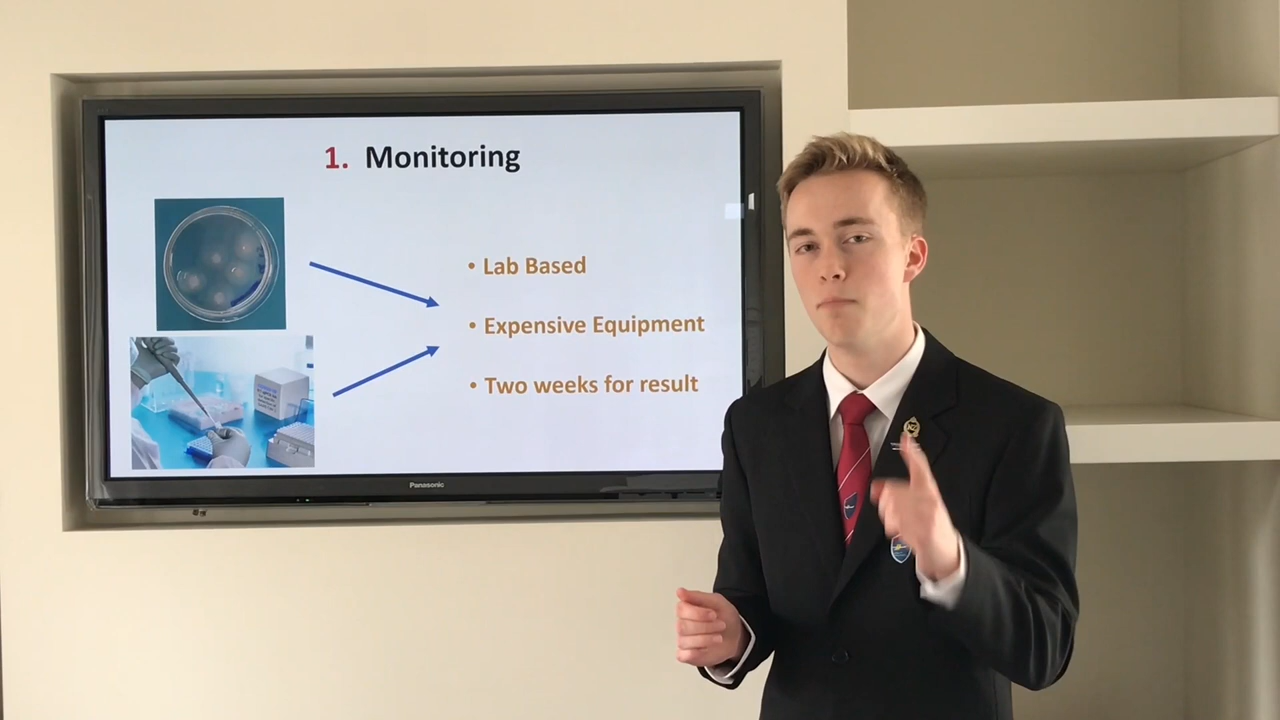 1. Monitoring
• Lab Based
• Expensive Equipment
• Two weeks for result
Panasonic